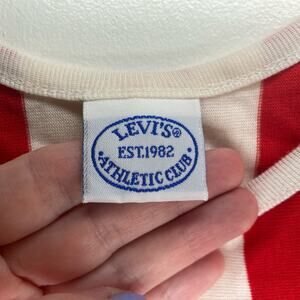 LEVI'S®
EST.1982
• ATHLETIC CLUB •